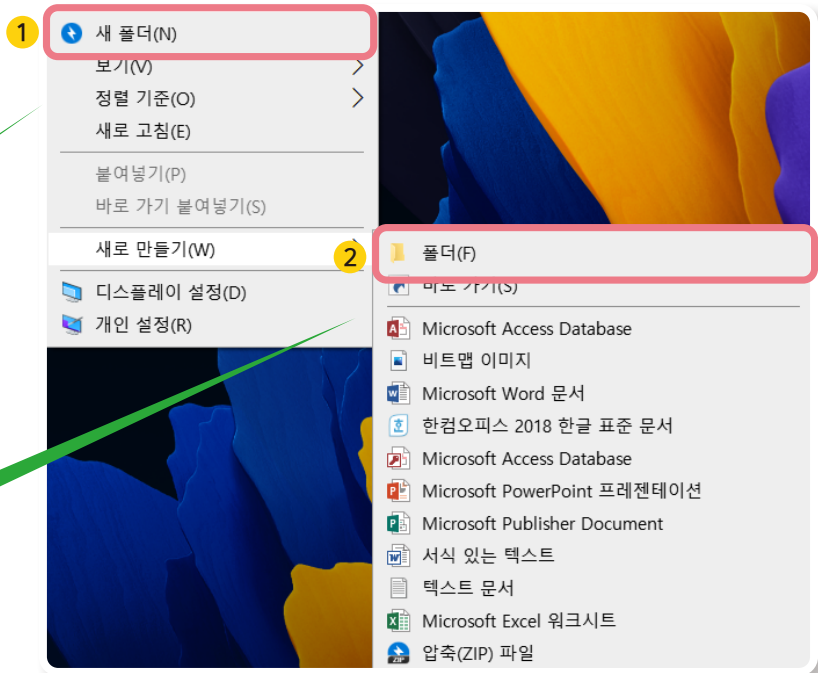 1
새 폴더(N)
보기(V)
정렬 기준(O)
새로 고침(E)
붙여넣기(P)
바로 가기 붙여넣기(S)
새로 만들기(W)
디스플레이 설정(D)
개인 설정(R)
2
폴더(F)
바로 가기(S)
Microsoft Access Database
비트맵 이미지
Microsoft Word 문서
한컴오피스 2018 한글 표준 문서
Microsoft Access Database
Microsoft PowerPoint 프레젠테이션
Microsoft Publisher Document
서식 있는 텍스트
텍스트 문서
Microsoft Excel 워크시트
압축(ZIP) 파일